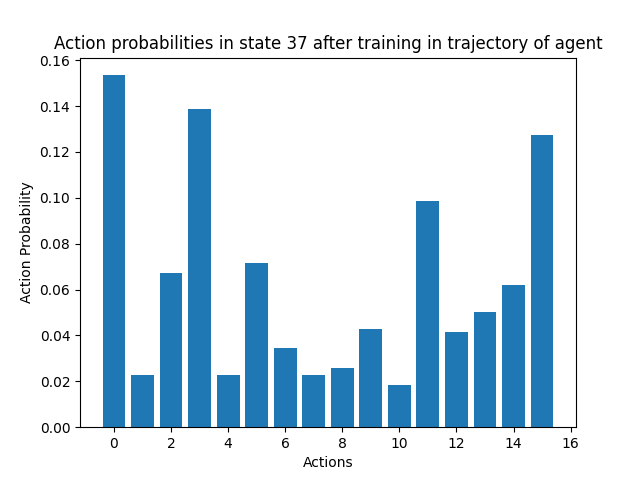 Action probabilities in state 37 after training in trajectory of agent
0.16
0.14
0.12
0.10
0.08
0.06
0.04
0.02
0.00
Action Probability
0 2 4 6 8 10 12 14 16
Actions